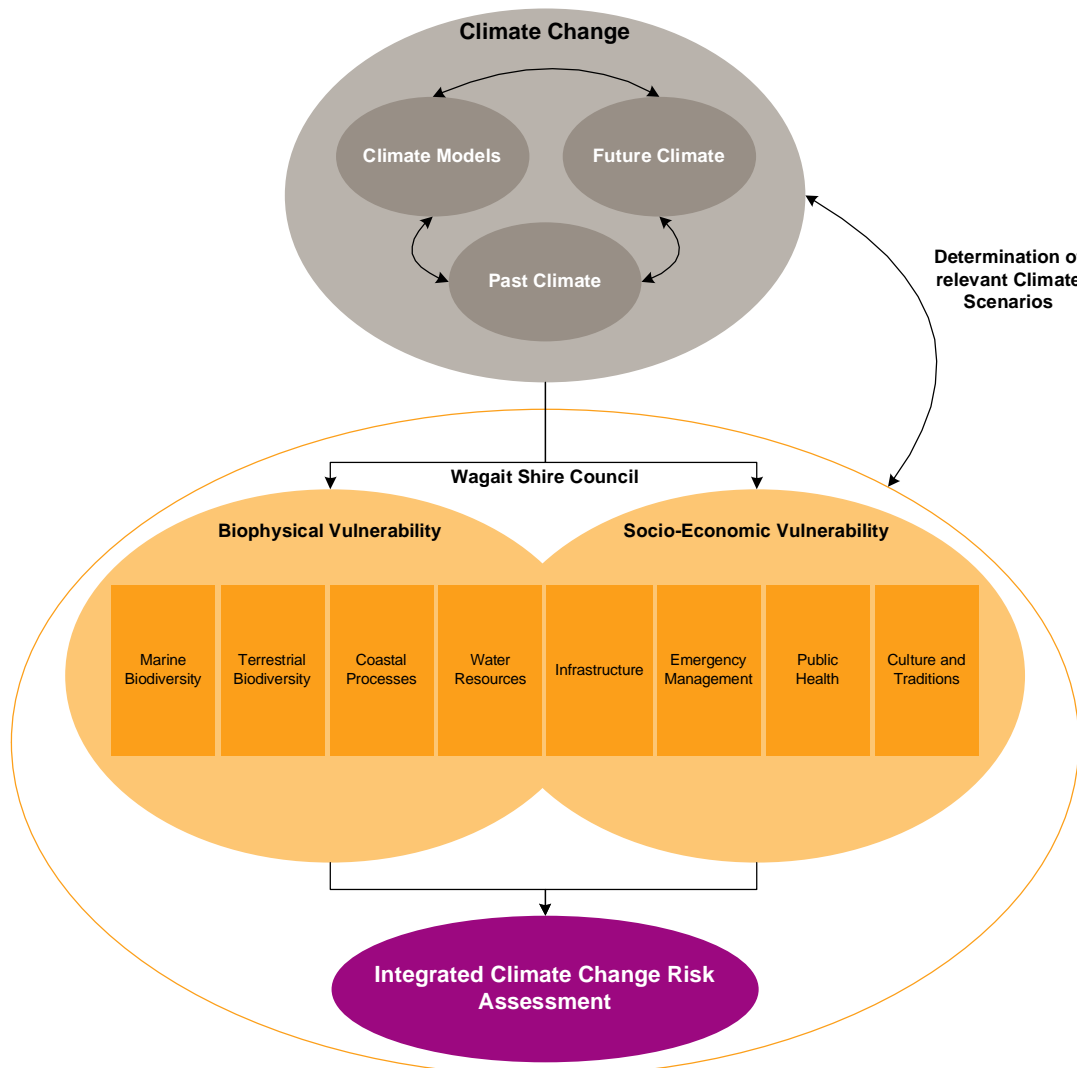 Climate Change
Climate Models
Future Climate
Past Climate
Determination o
relevant Climate
Scenarios
Wagait Shire Council
Biophysical Vulnerability
Socio-Economic Vulnerability
Marine
Biodiversity
Terrestrial
Biodiversity
Coastal
Processes
Water
Resources
Infrastructure
Emergency
Management
Public
Health
Culture and
Traditions
Integrated Climate Change Risk
Assessment